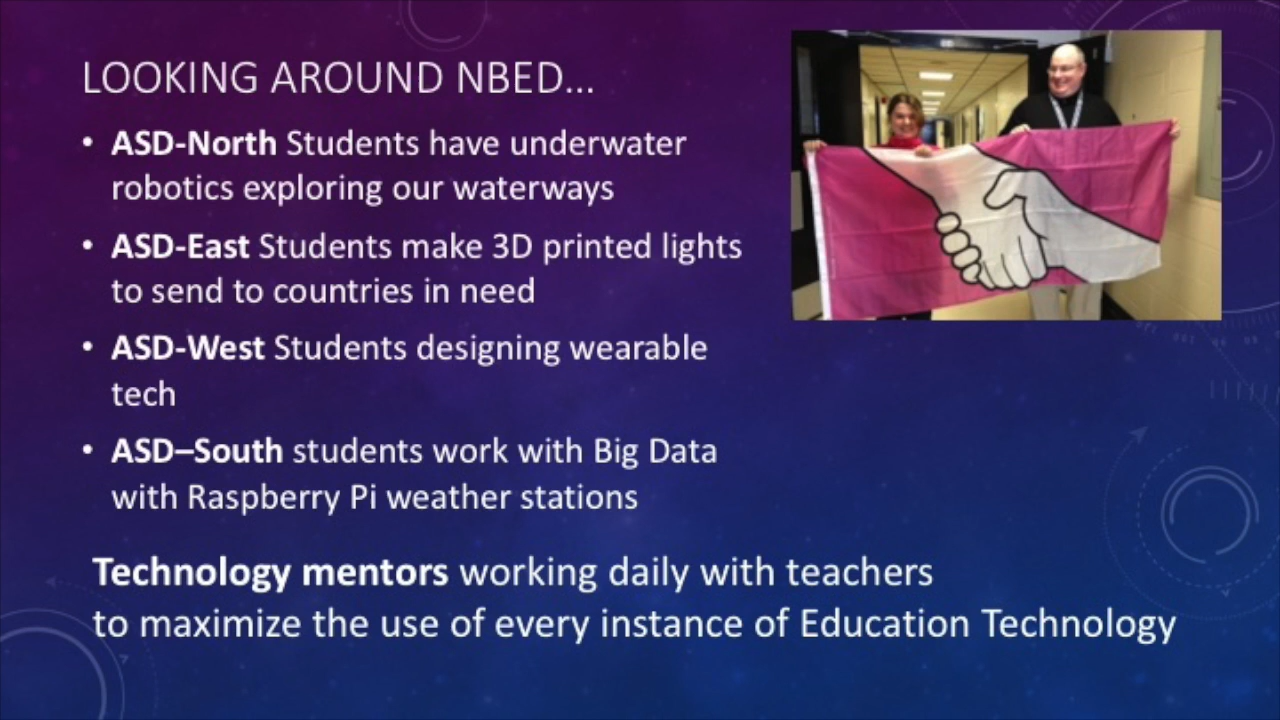 LOOKING AROUND NBED...
• ASD-North Students have underwater
robotics exploring our waterways
• ASD-East Students make 3D printed lights
to send to countries in need
• ASD-West Students designing wearable
tech
• ASD–South students work with Big Data
with Raspberry Pi weather stations
Technology mentors working daily with teachers
to maximize the use of every instance of Education Technology